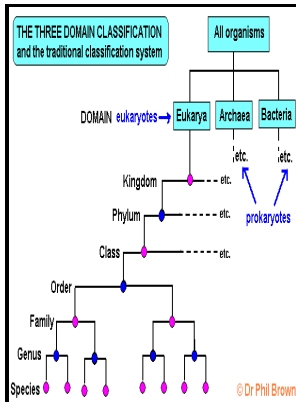 THE THREE DOMAIN CLASSIFICATION
and the traditional classification system
All organisms
DOMAIN eukaryotes Eukarya Archaea Bacteria
etc. etc.
Kingdom etc.
prokaryotes
Phylum etc.
Class etc.
Order
Family
Genus
Species
© Dr Phil Brown